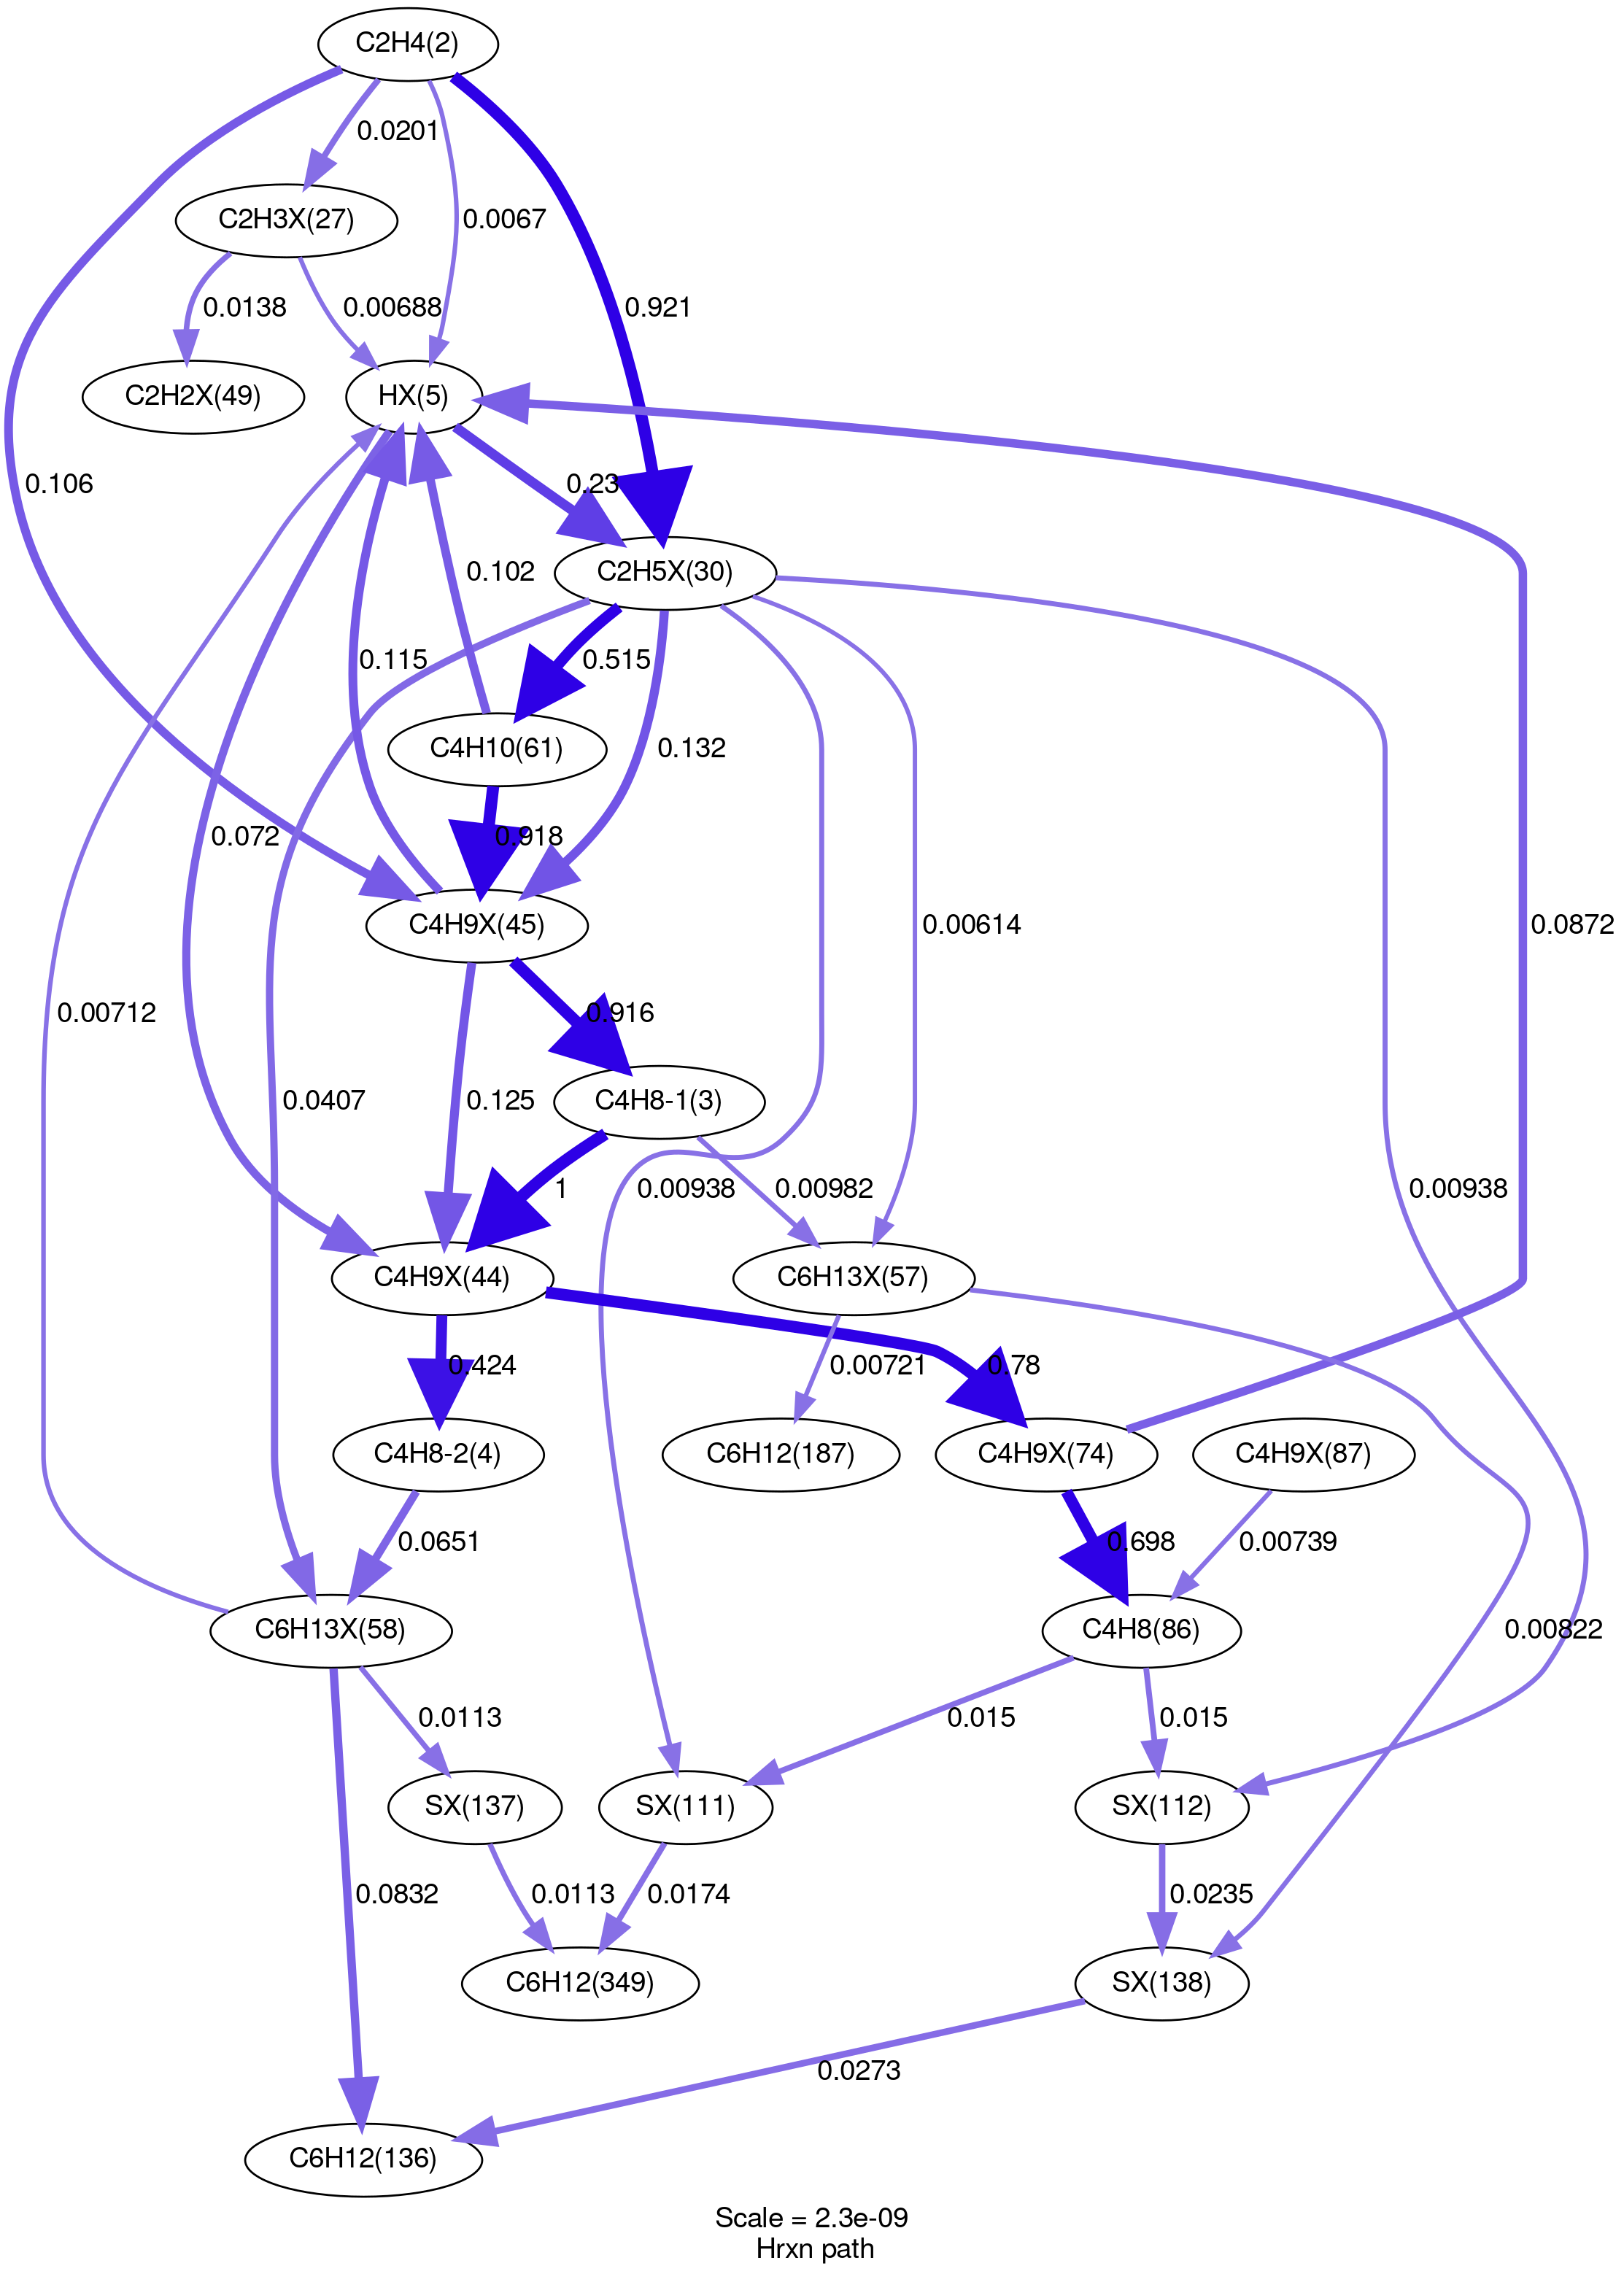 C2H4(2)
0.0201
C2H3X(27)
0.0067
0.0138
0.00688
0.921
C2H2X(49)
HX(5)
0.106
0.23
C2H5X(30)
0.102
0.115
0.515
0.132
C4H10(61)
0.072
0.918
C4H9X(45)
0.00614
0.0872
0.00712
0.916
0.0407
0.125
C4H8-1(3)
1
0.00938
0.00982
0.00938
C4H9X(44)
C6H13X(57)
0.424
0.00721
0.78
C4H8-2(4)
C6H12(187)
C4H9X(74)
C4H9X(87)
0.0651
0.698
0.00739
C6H13X(58)
C4H8(86)
0.00822
0.0113
0.015
0.015
SX(137)
SX(111)
SX(112)
0.0832
0.0113
0.0174
0.0235
C6H12(349)
SX(138)
0.0273
C6H12(136)
Scale = 2.3e-09
Hrxn path